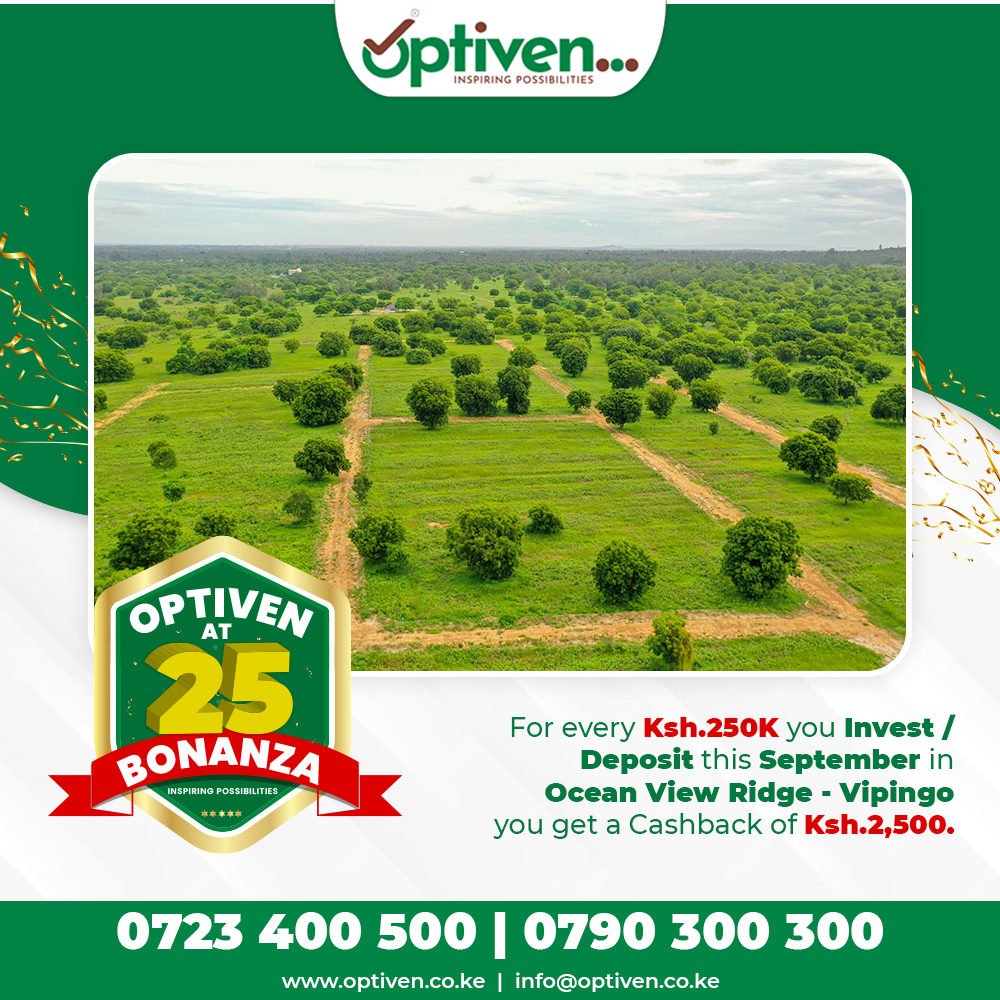 Optiven...
INSPIRING POSSIBILITIES
OPTIVEN
AT
25
BONANZA
INSPIRING POSSIBILITIES
For every Ksh.250K you Invest /
Deposit this September in
Ocean View Ridge - Vipingo
you get a Cashback of Ksh.2,500.
0723 400 500 | 0790 300 300
www.optiven.co.ke | info@optiven.co.ke